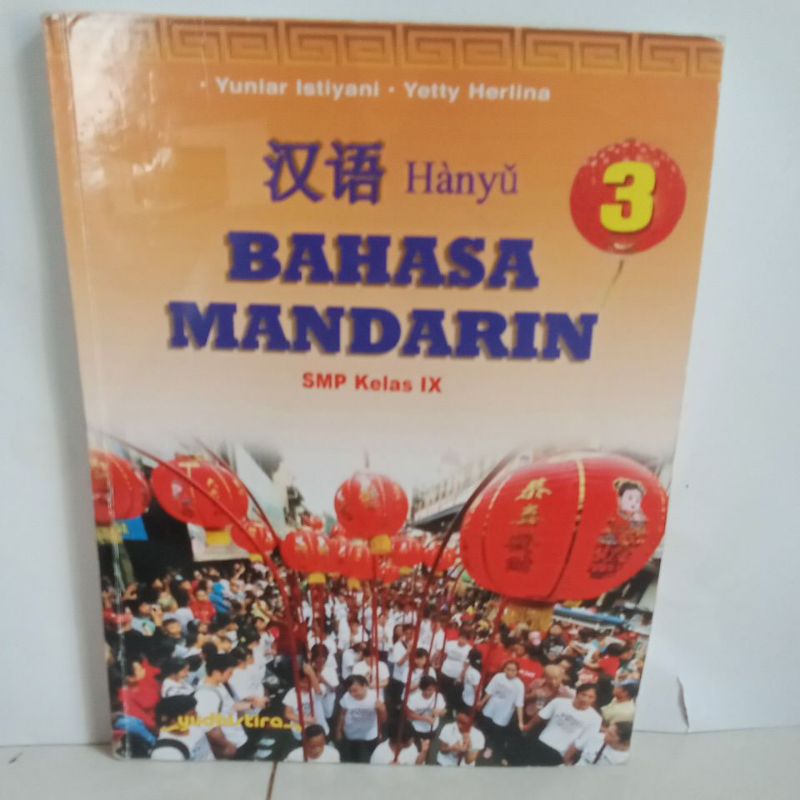 • Yuniar Istiyani • Yetty Herlina
汉语 Hànyǔ
3
BAHASA
MANDARIN
SMP Kelas IX
yudhistira